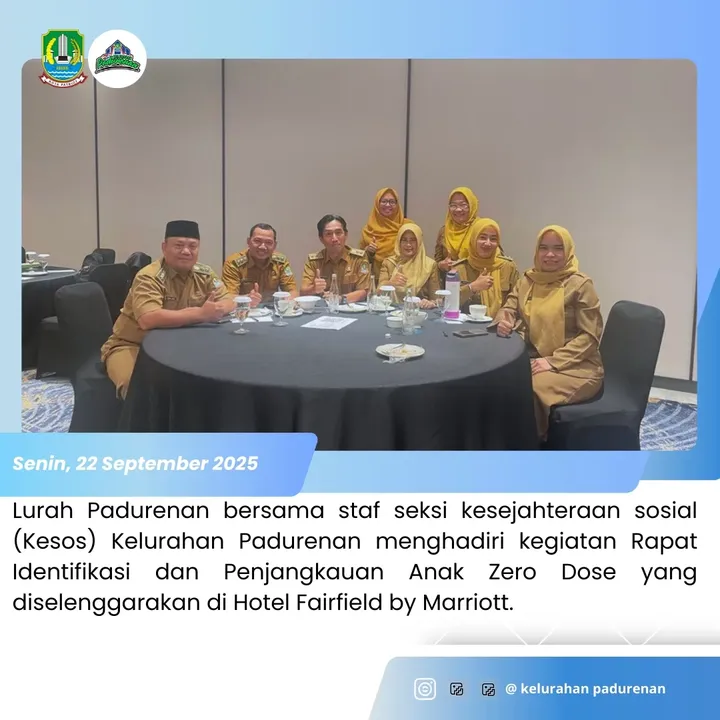 Senin, 22 September 2025
Lurah Padurenan bersama staf seksi kesejahteraan sosial
(Kesos) Kelurahan Padurenan menghadiri kegiatan Rapat
Identifikasi dan Penjangkauan Anak Zero Dose yang
diselenggarakan di Hotel Fairfield by Marriott.
@ kelurahan padurenan